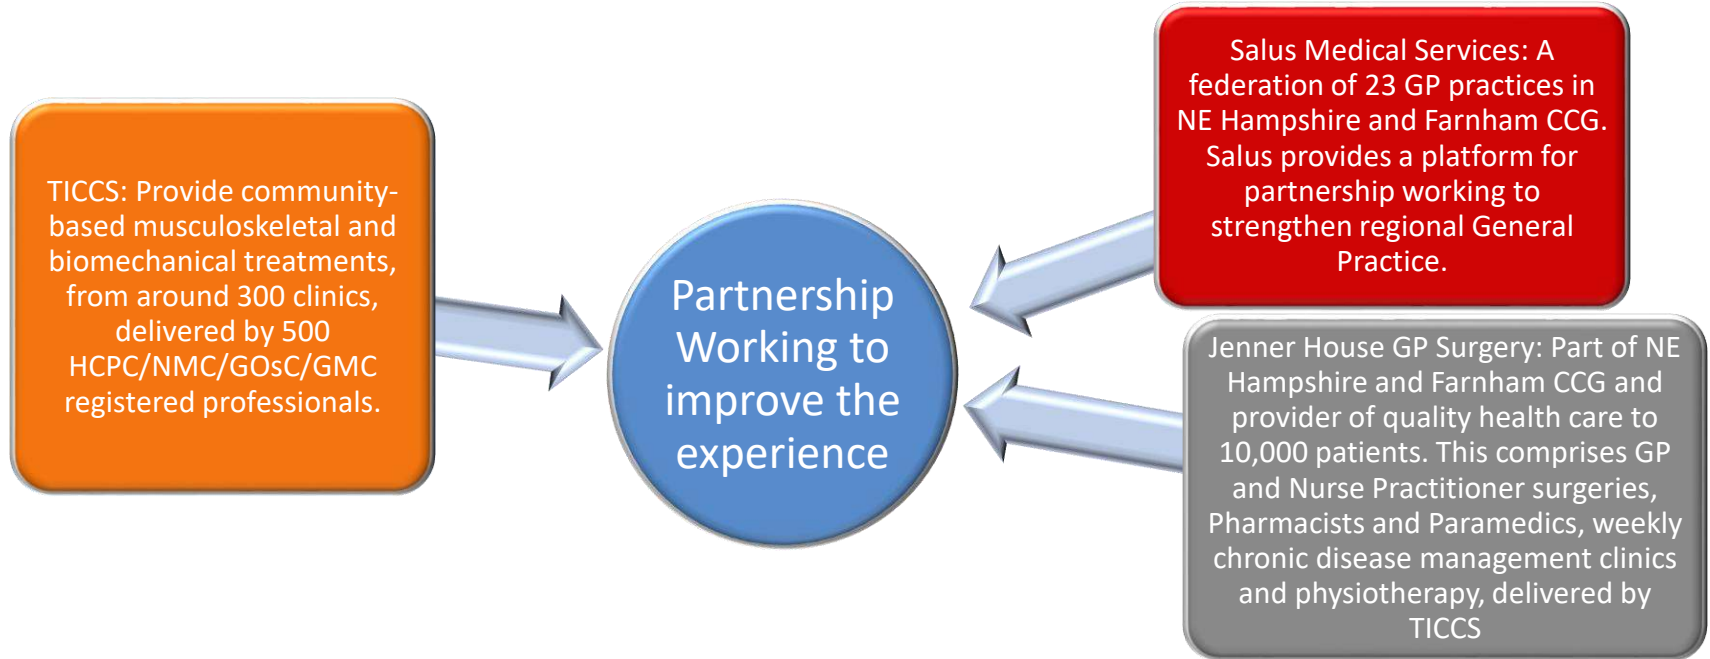 TICCS: Provide community-
based musculoskeletal and
biomechanical treatments,
from around 300 clinics,
delivered by 500
HCPC/NMC/GOsC/GMC
registered professionals.
Partnership
Working to
improve the
experience
Salus Medical Services: A
federation of 23 GP practices in
NE Hampshire and Farnham CCG.
Salus provides a platform for
partnership working to
strengthen regional General
Practice.
Jenner House GP Surgery: Part of NE
Hampshire and Farnham CCG and
provider of quality health care to
10,000 patients. This comprises GP
and Nurse Practitioner surgeries,
Pharmacists and Paramedics, weekly
chronic disease management clinics
and physiotherapy, delivered by
TICCS